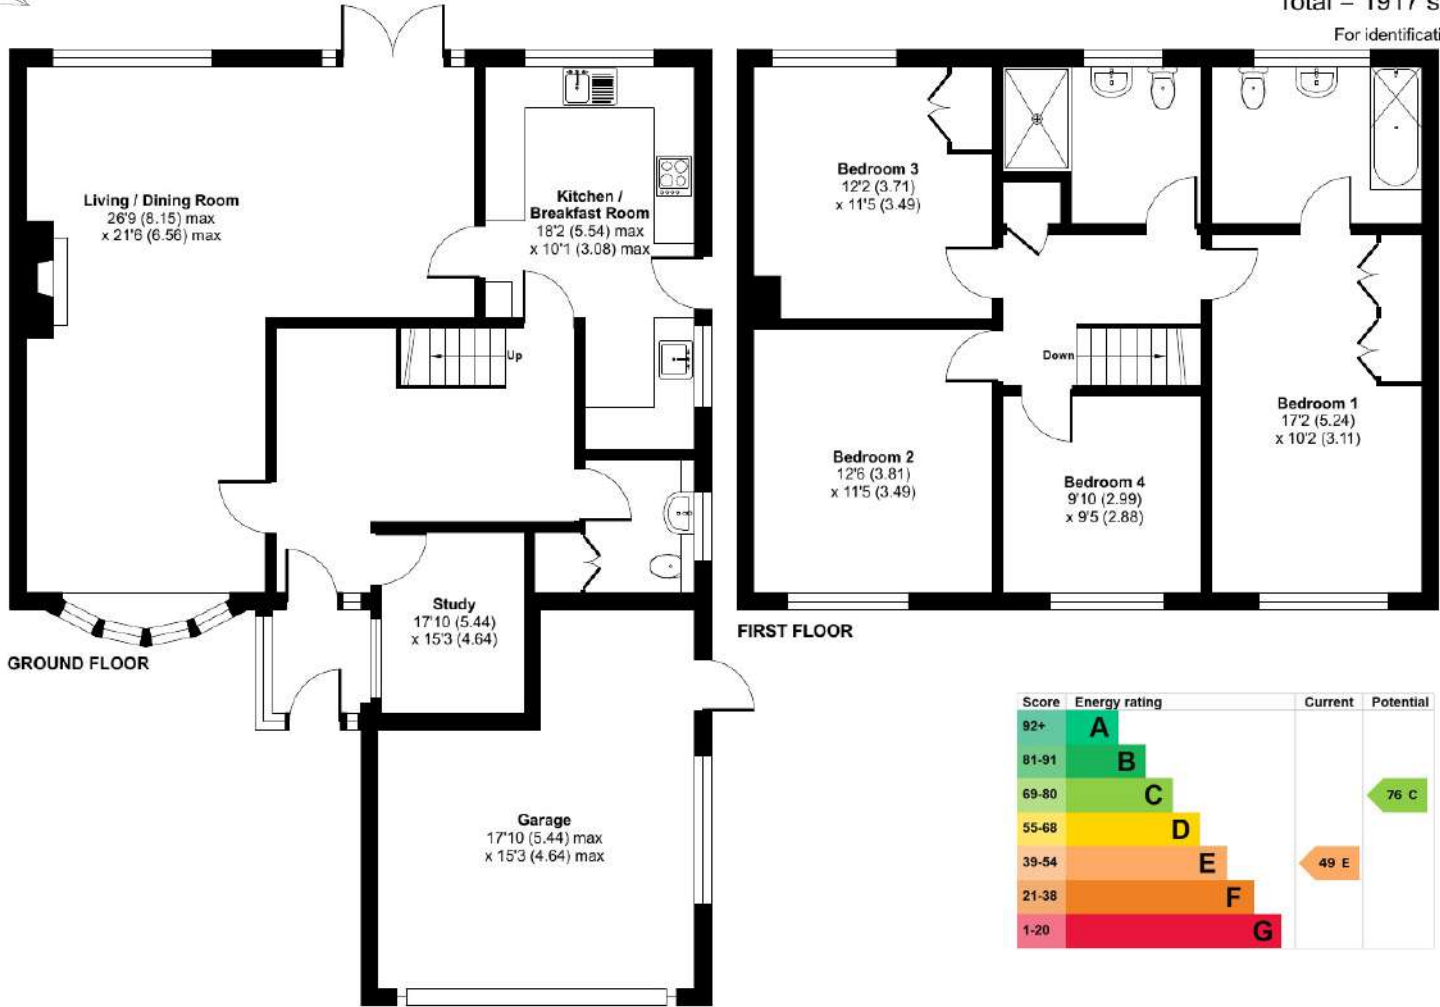 Total = 1917 s
For identificati
Living / Dining Room
26'9 (8.15) max
x 21'6 (6.56) max
Kitchen /
Breakfast Room
18'2 (5.54) max
x 10'1 (3.08) max
Up
Study
17'10 (5.44)
x 15'3 (4.64)
GROUND FLOOR
Garage
17'10 (5.44) max
x 15'3 (4.64) max
Bedroom 3
12'2 (3.71)
x 11'5 (3.49)
Down
Bedroom 1
17'2 (5.24)
x 10'2 (3.11)
Bedroom 2
12'6 (3.81)
x 11'5 (3.49)
Bedroom 4
9'10 (2.99)
x 9'5 (2.88)
FIRST FLOOR
Score Energy rating Current Potential
92+ A
81-91 B
69-80 C 76 C
55-68 D
39-54 E 49 E
21-38 F
1-20 G